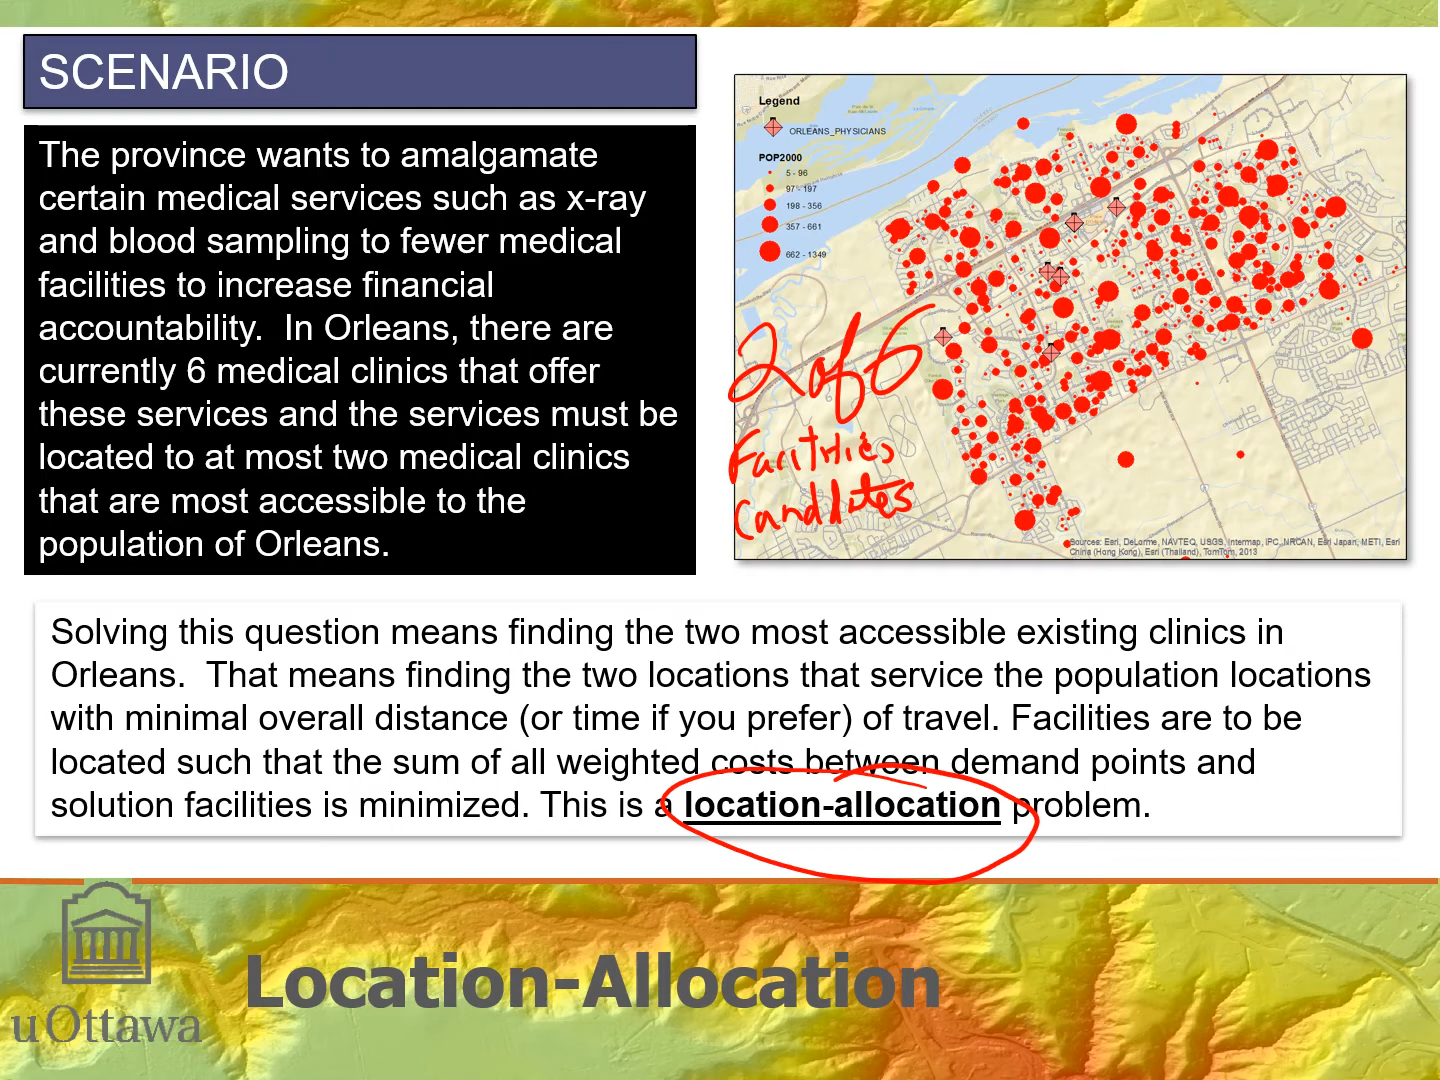 SCENARIO
The province wants to amalgamate
certain medical services such as x-ray
and blood sampling to fewer medical
facilities to increase financial
accountability.  In Orleans, there are
currently 6 medical clinics that offer
these services and the services must be
located to at most two medical clinics
that are most accessible to the
population of Orleans.
Legend
ORLEANS_PHYSICIANS
POP2000
5 - 96
97 - 197
198 - 356
357 - 661
662 - 1349
2 of 6
Facilities
Candidates
Sources: Esri, DeLorme, NAVTEQ, USGS, Intermap, iPC, NRCAN, Esri Japan, METI, Esri
China (Hong Kong), Esri (Thailand), TomTom, 2013
Solving this question means finding the two most accessible existing clinics in
Orleans.  That means finding the two locations that service the population locations
with minimal overall distance (or time if you prefer) of travel. Facilities are to be
located such that the sum of all weighted costs between demand points and
solution facilities is minimized. This is a location-allocation problem.
Location-Allocation
uOttawa